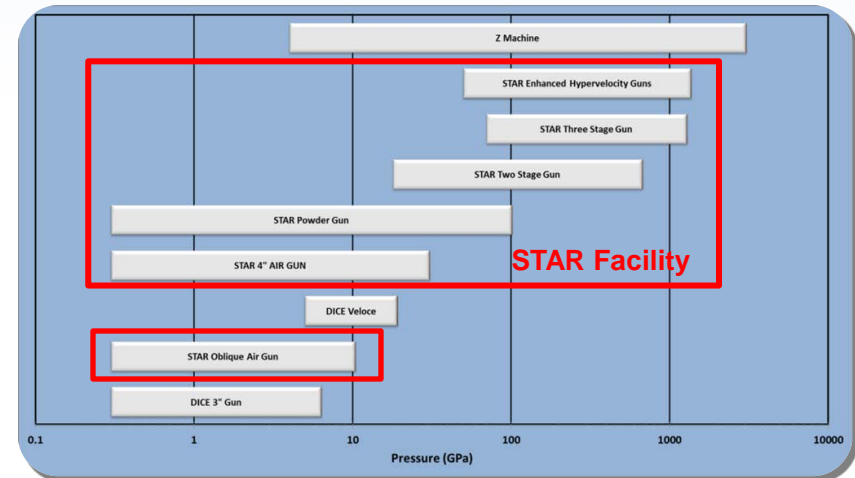 Z Machine
STAR Enhanced Hypervelocity Guns
STAR Three Stage Gun
STAR Two Stage Gun
STAR Powder Gun
STAR 4" AIR GUN
STAR Facility
DICE Veloce
STAR Oblique Air Gun
DICE 3" Gun
0.1 1 10 100 1000 10000
Pressure (GPa)